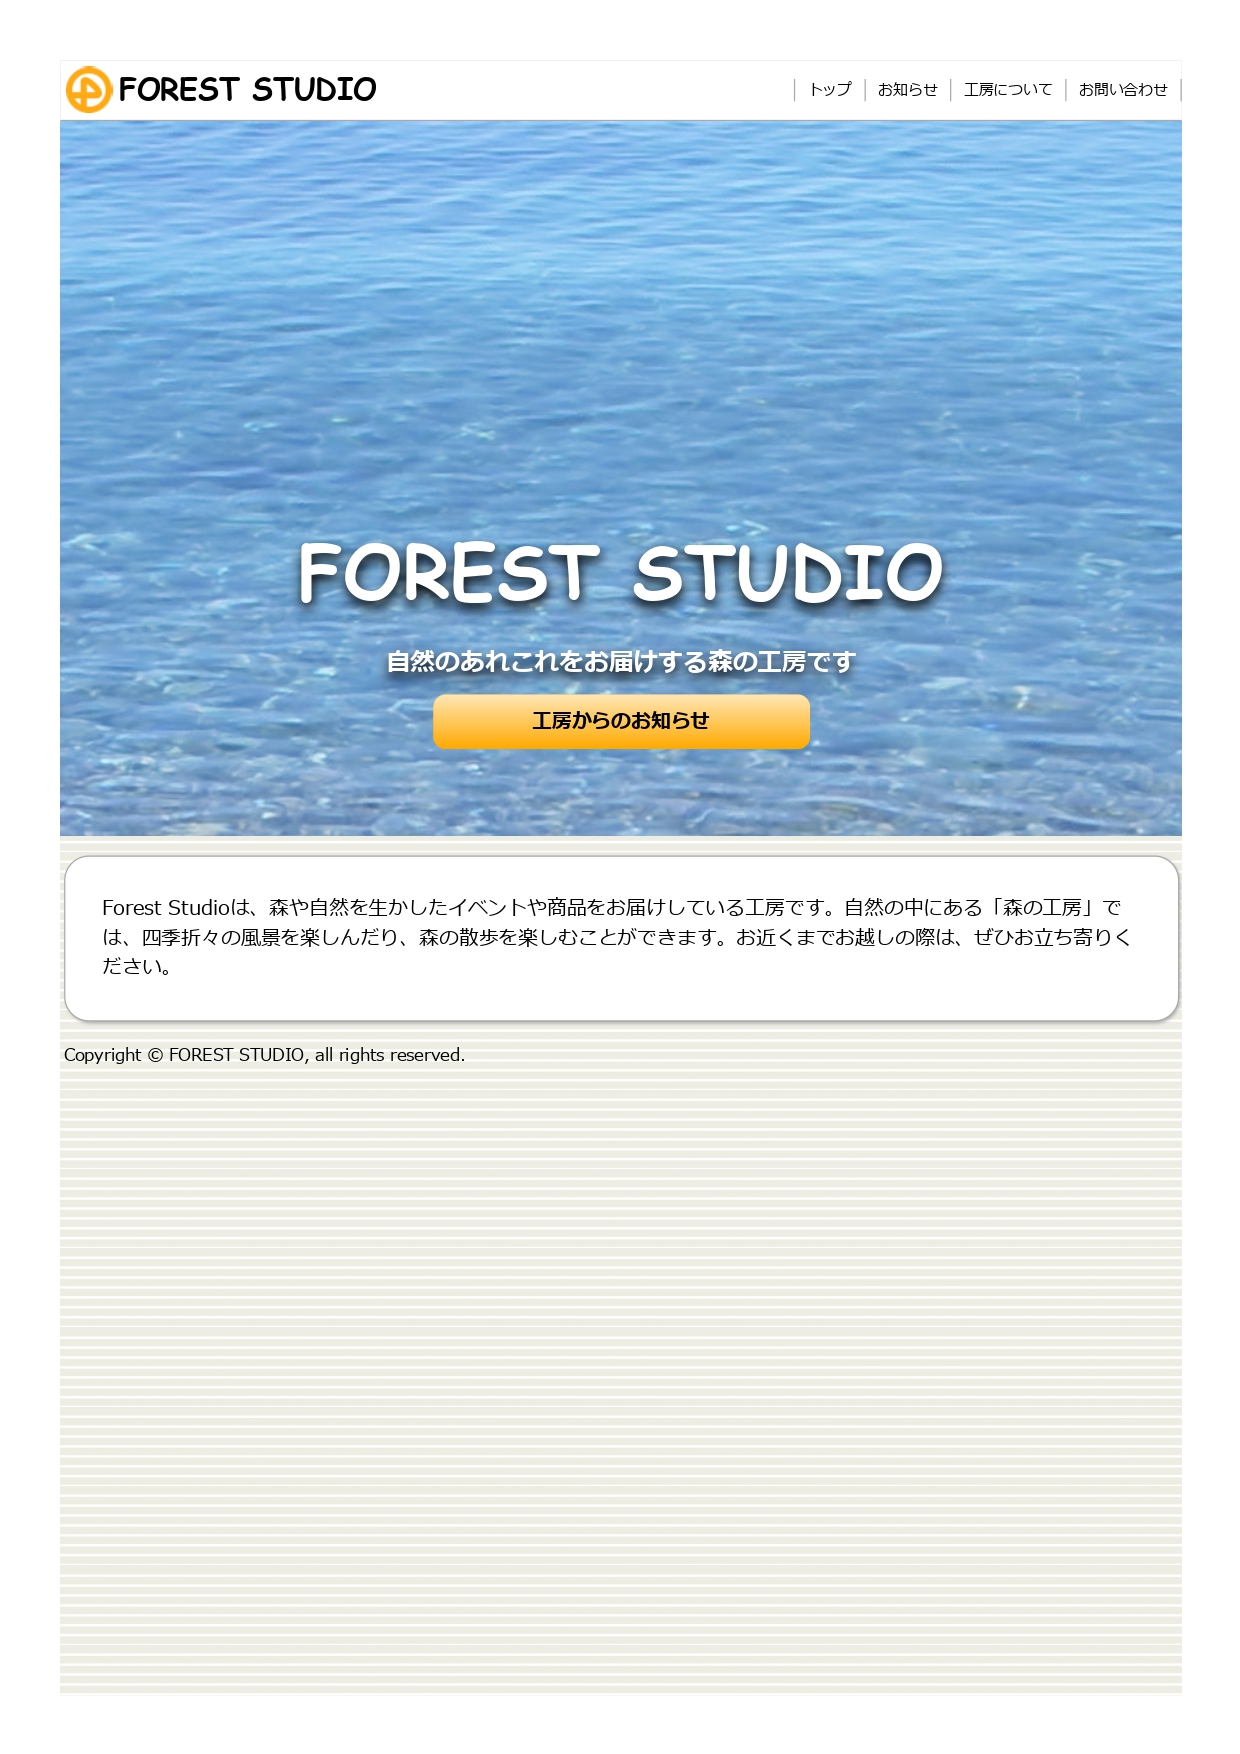 FOREST STUDIO
トップ
お知らせ
工房について
お問い合わせ
FOREST STUDIO
自然のあれこれをお届けする森の工房です
工房からのお知らせ
Forest Studioは、森や自然を生かしたイベントや商品をお届けしている工房です。自然の中にある「森の工房」で
は、四季折々の風景を楽しんだり、森の散歩を楽しむことができます。お近くまでお越しの際は、ぜひお立ち寄りく
ださい。
Copyright © FOREST STUDIO, all rights reserved.